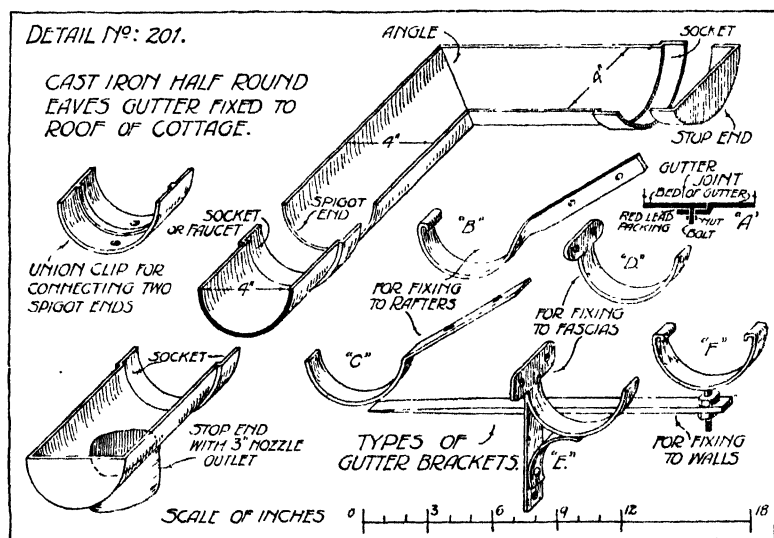 DETAIL Nº: 201.
CAST IRON HALF ROUND
EAVES GUTTER FIXED TO
ROOF OF COTTAGE.
ANGLE
SOCKET
4"
STOP END
4"
GUTTER
JOINT
BED OF GUTTER
RED LEAD
PACKING
NUT
BOLT
"A"
SPIGOT
END
SOCKET
OR FAUCET
4"
UNION CLIP FOR
CONNECTING TWO
SPIGOT ENDS
"B"
FOR FIXING
TO RAFTERS
"C"
"D."
FOR FIXING
TO FASCIAS
"F"
SOCKET
STOP END
WITH 3" NOZZLE
OUTLET
TYPES OF
GUTTER BRACKETS.
"E."
FOR FIXING
TO WALLS
SCALE OF INCHES
0 3 6 9 12 18